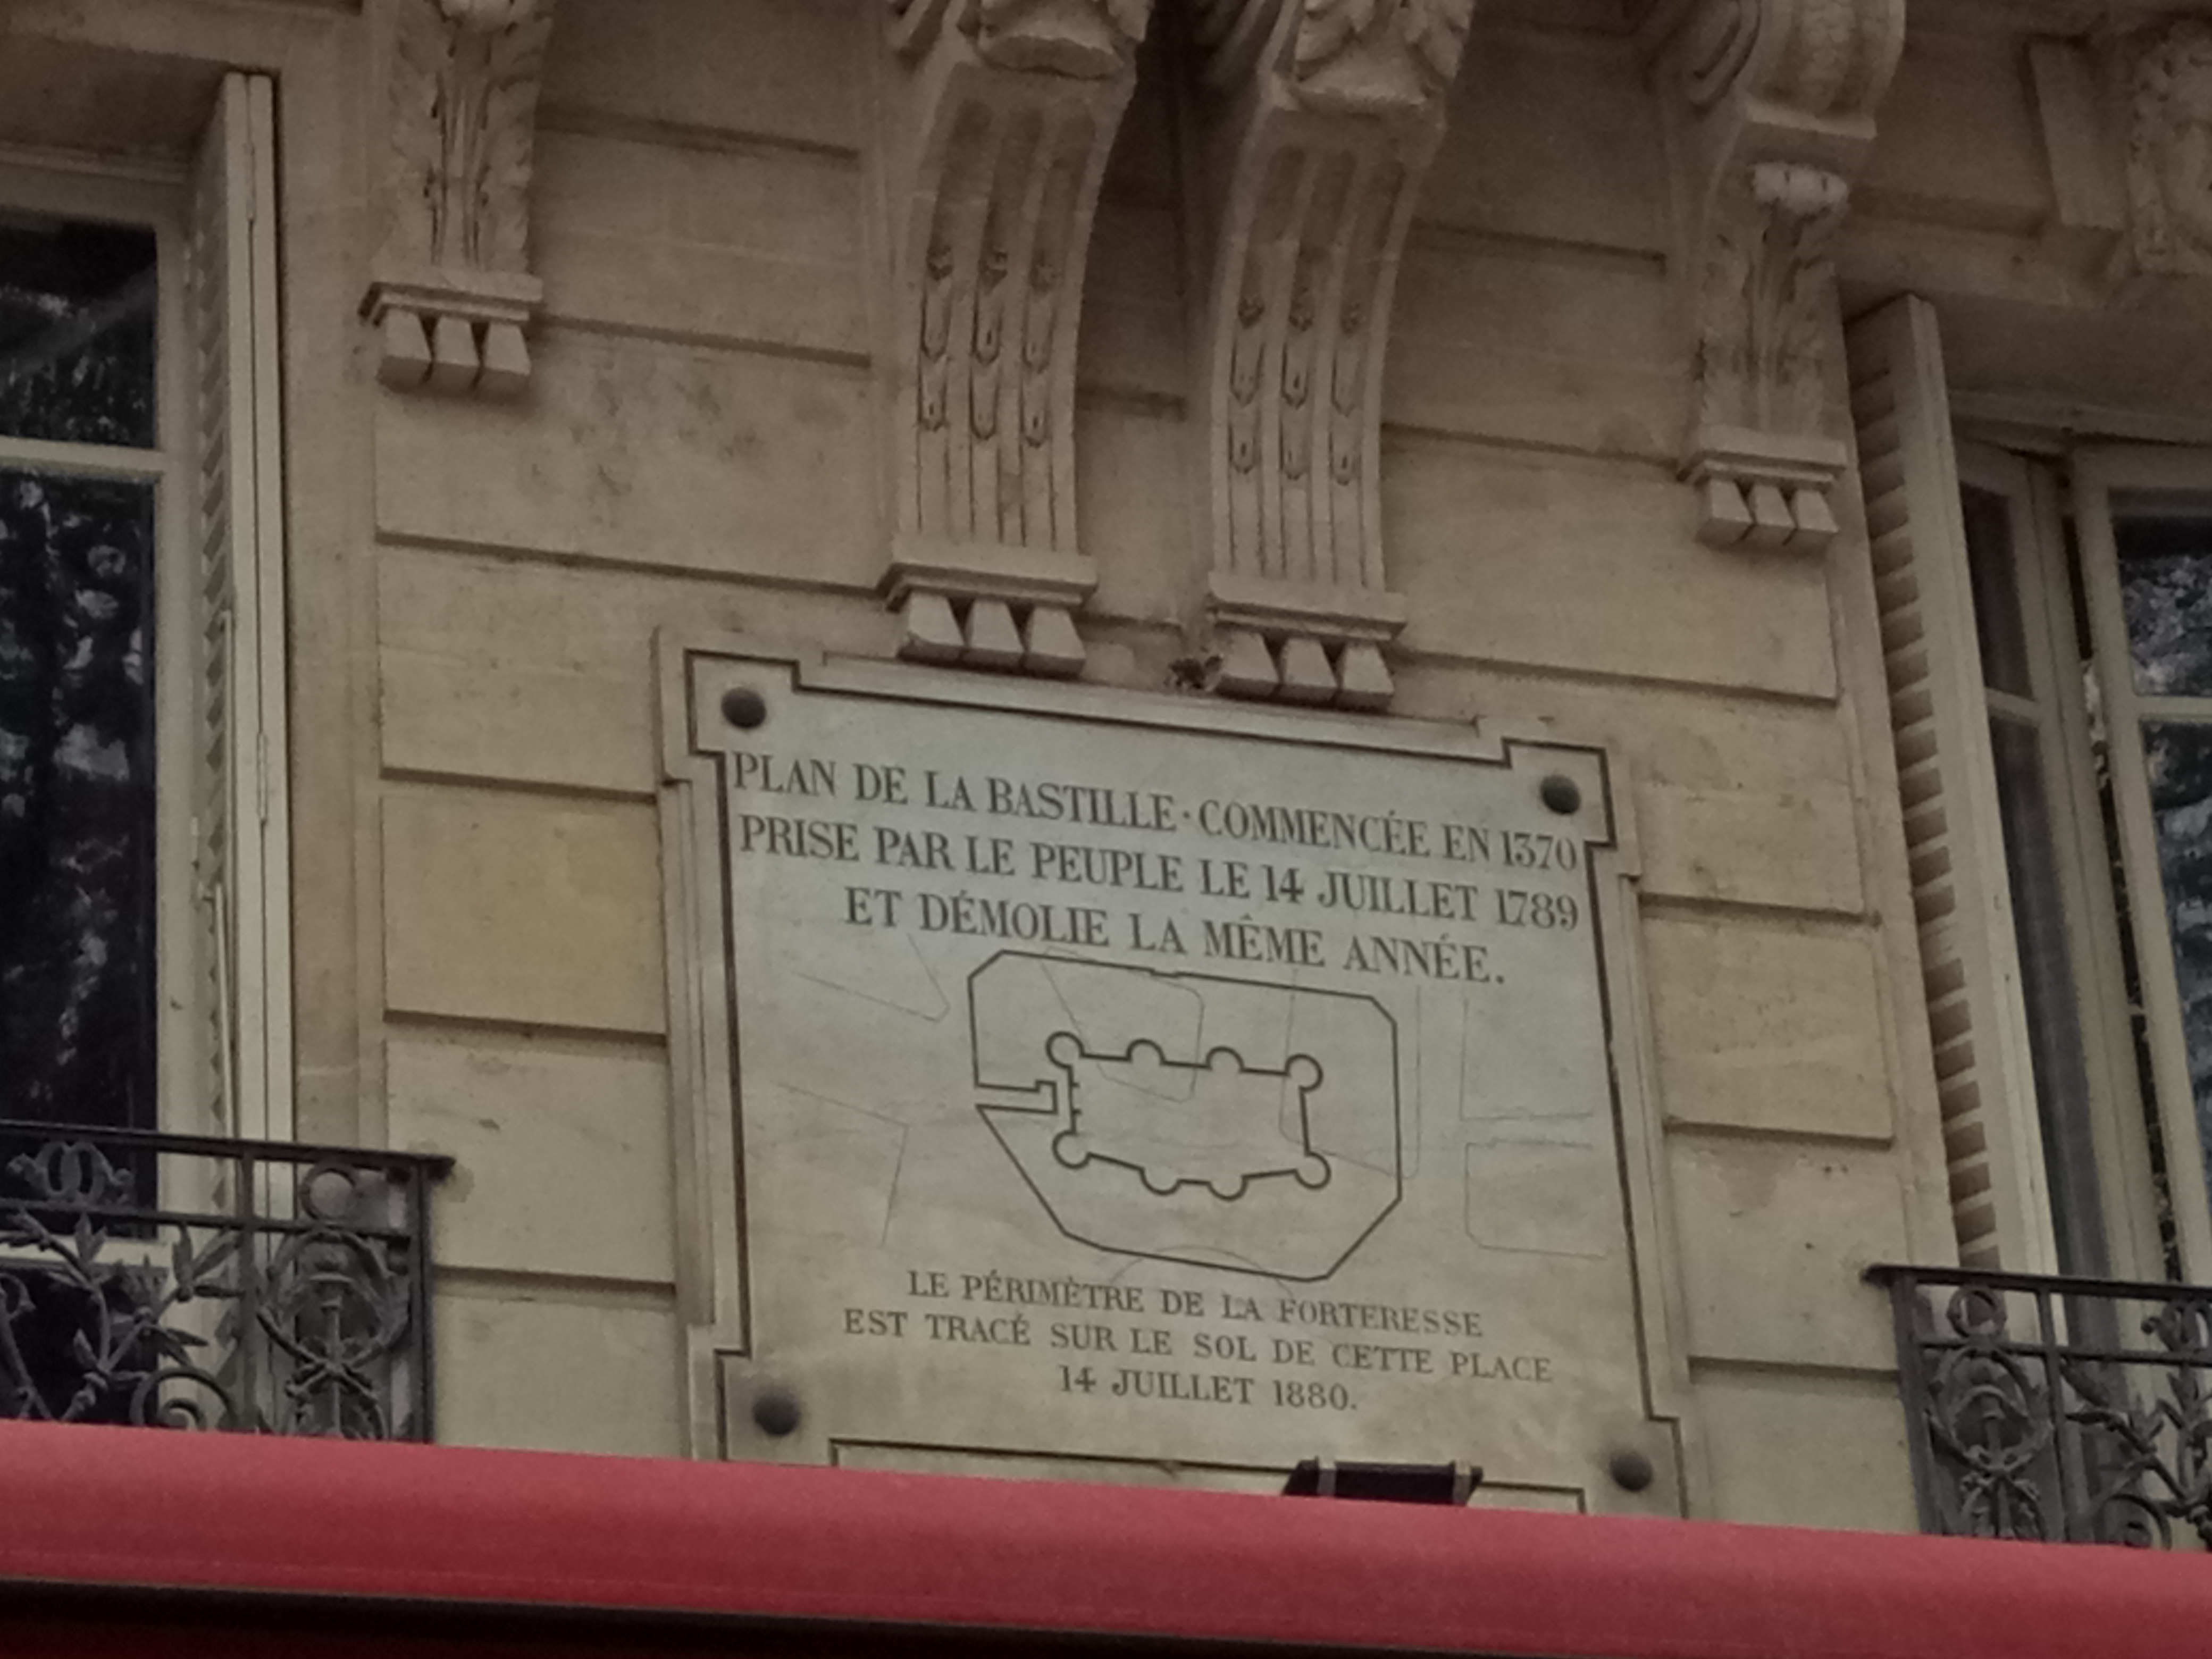 PLAN DE LA BASTILLE · COMMENCÉE EN 1370
PRISE PAR LE PEUPLE LE 14 JUILLET 1789
ET DÉMOLIE LA MÊME ANNÉE.
LE PÉRIMÈTRE DE LA FORTERESSE
EST TRACÉ SUR LE SOL DE CETTE PLACE
14 JUILLET 1880.